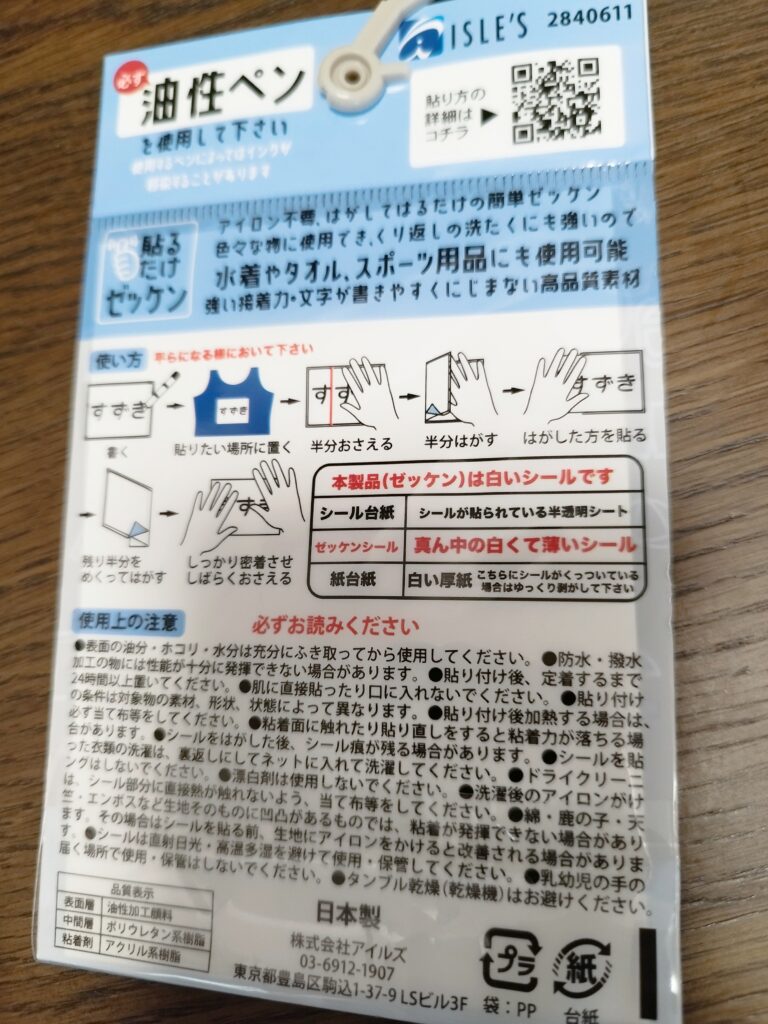 ISLE'S 2840611
必ず
油性ペン
を使用して下さい
使用するペンによってはインクが
貼り方の
詳細は
コチラ
アイロン不要、はがしてはるだけの簡単ゼッケン
色々な物に使用でき、くり返しの洗たくにも強いので
水着やタオル、スポーツ用品にも使用可能
強い接着力・文字が書きやすくにじまない高品質素材
貼る
だけ
ゼッケン
使い方 平らになる様において下さい
すずき
書く
すずき
貼りたい場所に置く
すす
半分おさえる
半分はがす
すずき
はがした方を貼る
残り半分を
めくってはがす
しっかり密着させ
しばらくおさえる
本製品(ゼッケン)は白いシールです
シール台紙 シールが貼られている半透明シート
ゼッケンシール 真ん中の白くて薄いシール
紙台紙 白い厚紙 こちらにシールがくっついている
場合はゆっくり剥がして下さい
使用上の注意 必ずお読みください
●表面の油分・ホコリ・水分は充分にふき取ってから使用してください。●防水・撥水
加工の物には性能が十分に発揮できない場合があります。●貼り付け後、定着するまで
24時間以上置いてください。●肌に直接貼ったり口に入れないでください。●貼り付け
の条件は対象物の素材、形状、状態によって異なります。●貼り付け後加熱する場合は、
必ず当て布等をしてください。●粘着面に触れたり貼り直しをすると粘着力が落ちる場
合があります。●シールをはがした後、シール痕が残る場合があります。●シールを貼
った衣類の洗濯は、裏返しにしてネットに入れて洗濯してください。●ドライクリーニ
ングはしないでください。●漂白剤は使用しないでください。●洗濯後のアイロンがけ
は、シール部分に直接熱が触れないよう、当て布等をしてください。●綿・鹿の子・天
竺・エンボスなど生地そのものに凹凸があるものでは、粘着が発揮できない場合があり
ます。その場合はシールを貼る前、生地にアイロンをかけると改善される場合がありま
す。●シールは直射日光・高温多湿を避けて使用・保管してください。●乳幼児の手の
届く場所で使用・保管はしないでください。●タンブル乾燥(乾燥機)はお避けください。
品質表示
表面層 油性加工顔料
中間層 ポリウレタン系樹脂
粘着剤 アクリル系樹脂
日本製
株式会社アイルズ
03-6912-1907
東京都豊島区駒込1-37-9 LSビル3F
プラ
袋：PP
紙
台紙